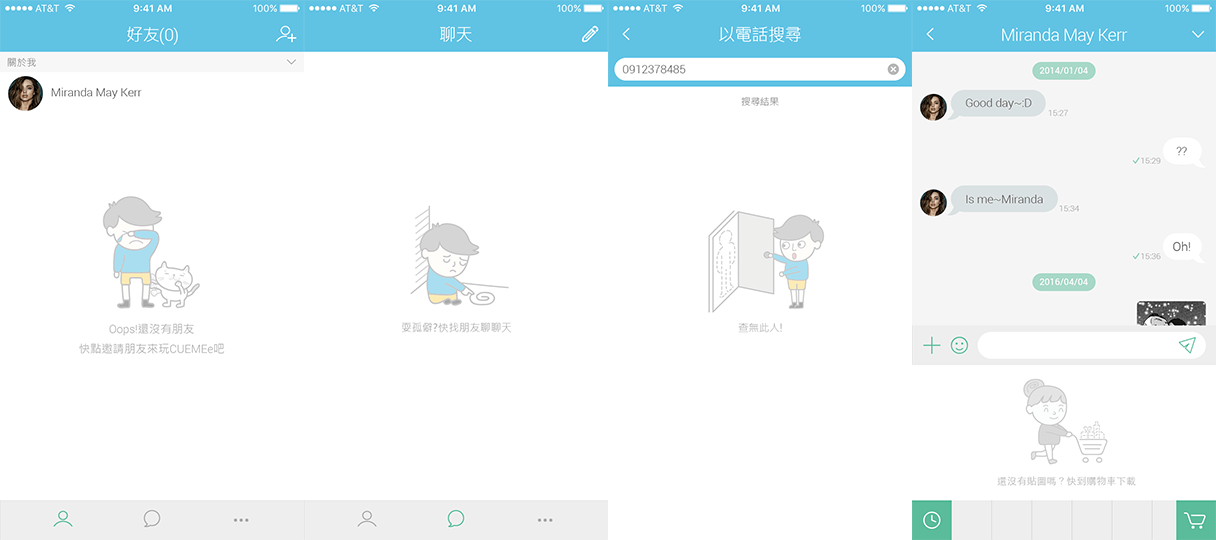 AT&T 9:41 AM 100%
好友(0)
關於我
Miranda May Kerr
Oops!還沒有朋友
快點邀請朋友來玩CUEMEe吧
AT&T 9:41 AM 100%
聊天
耍孤僻?快找朋友聊聊天
AT&T 9:41 AM 100%
以電話搜尋
0912378485
搜尋結果
查無此人!
AT&T 9:41 AM 100%
Miranda May Kerr
2014/01/04
Good day~:D
15:27
??
15:29
Is me~Miranda
15:34
Oh!
15:36
2016/04/04
還沒有貼圖嗎？快到購物車下載